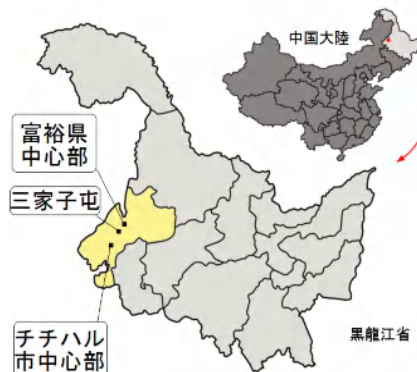 中国大陸
富裕県
中心部
三家子屯
チチハル
市中心部
黒龍江省